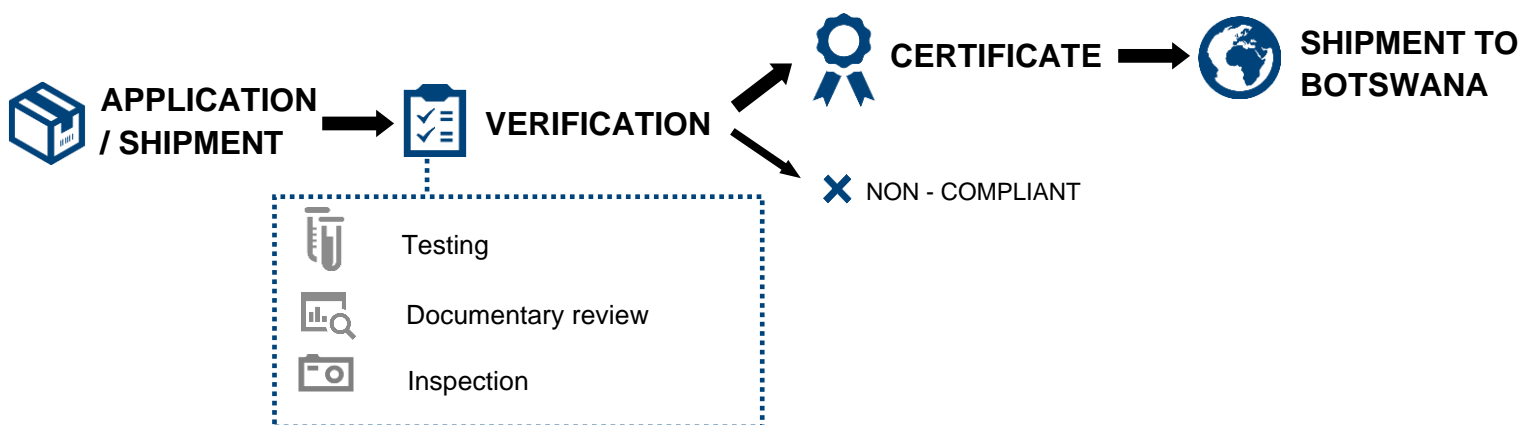 APPLICATION
/ SHIPMENT
VERIFICATION
CERTIFICATE
SHIPMENT TO
BOTSWANA
NON - COMPLIANT
Testing
Documentary review
Inspection